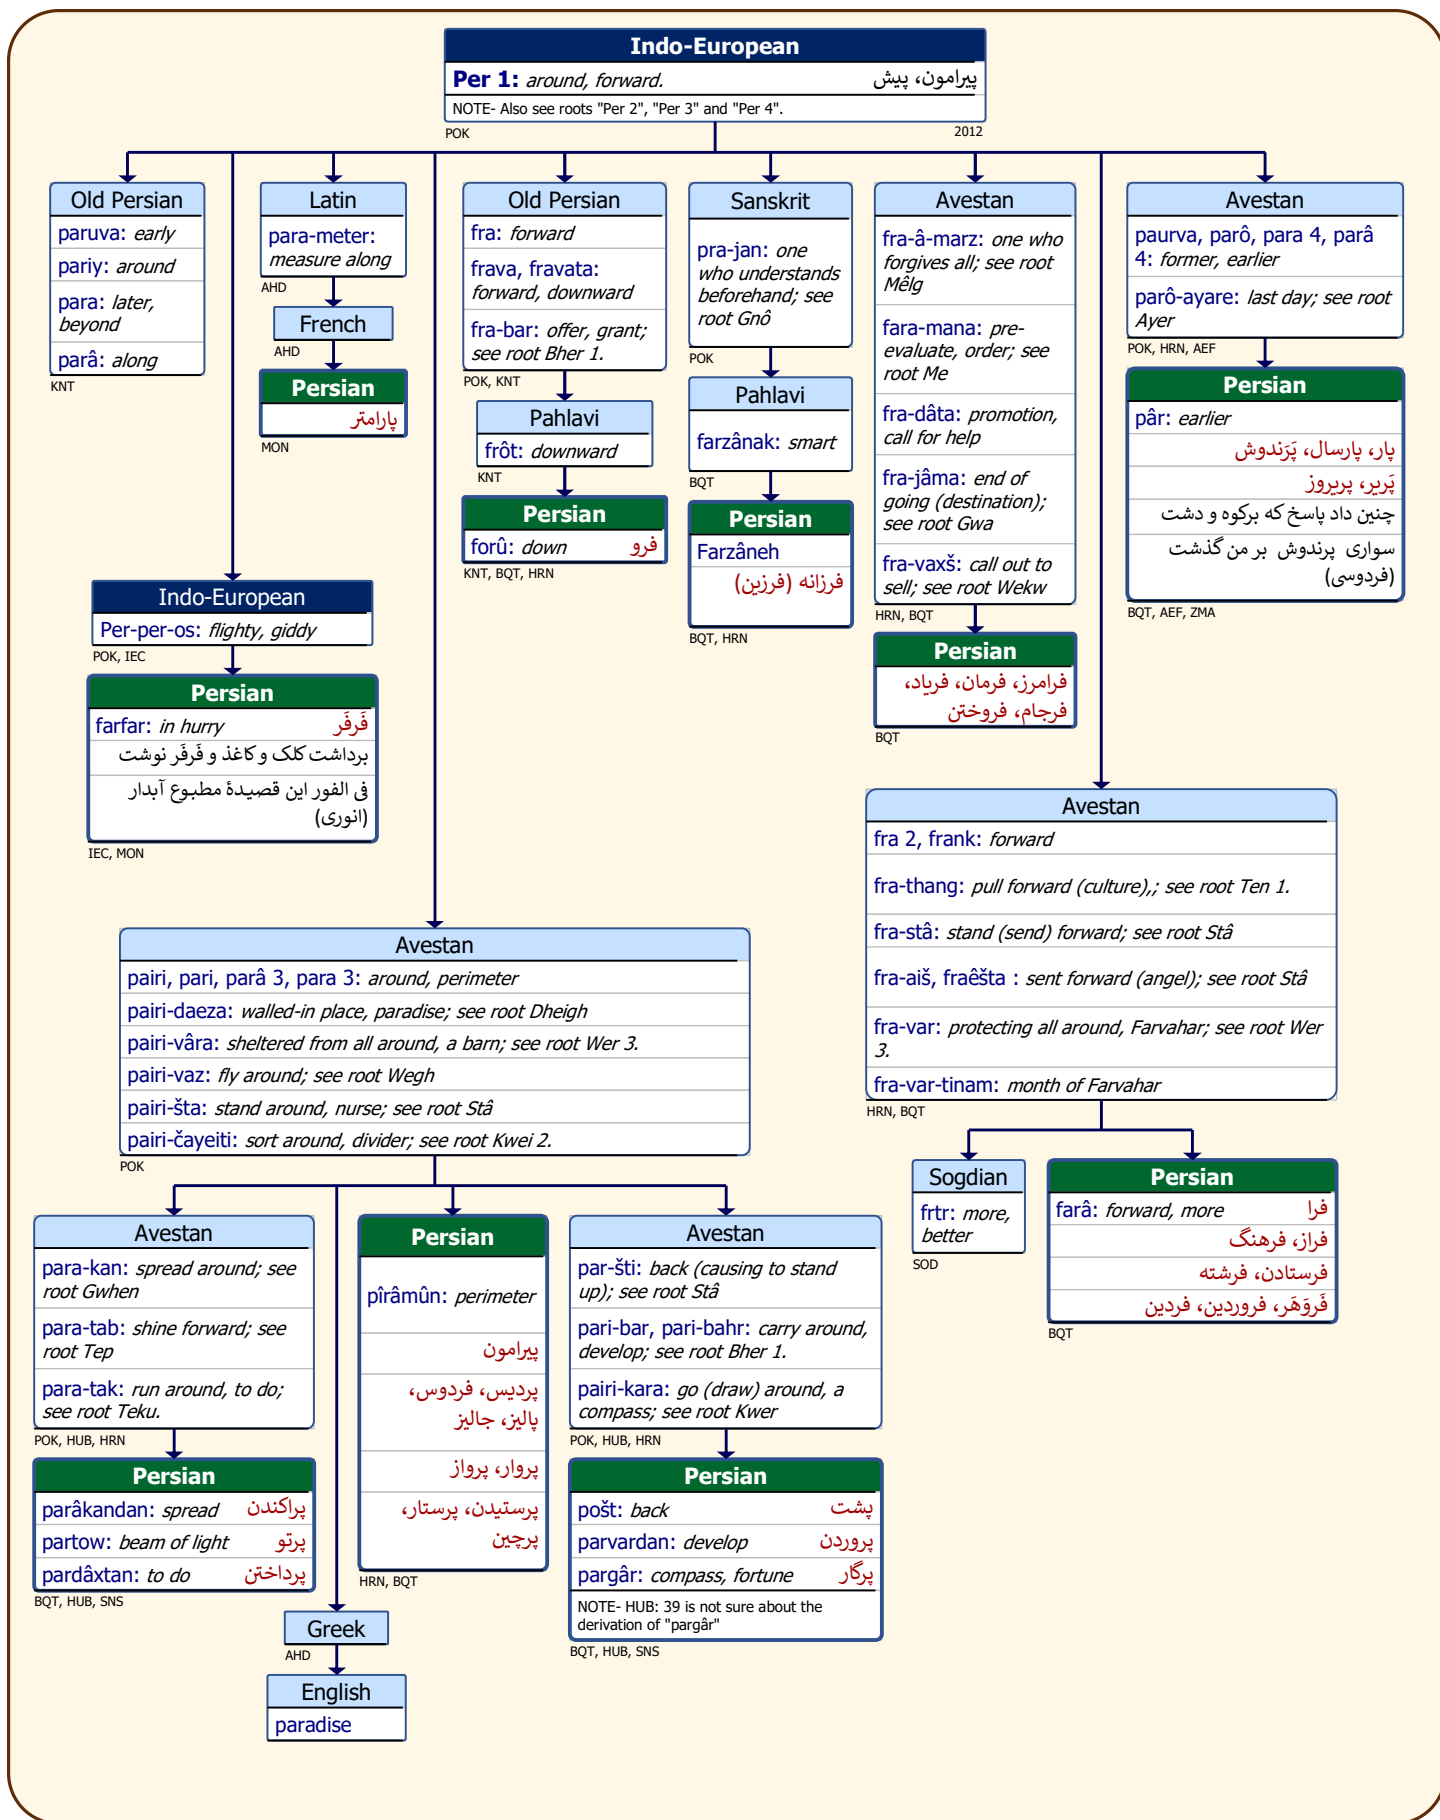 Indo-European
Per 1: around, forward. پیرامون، پیش
NOTE- Also see roots "Per 2", "Per 3" and "Per 4".
POK 2012
Old Persian
paruva: early
pariy: around
para: later,
beyond
parâ: along
KNT
Latin
para-meter:
measure along
AHD
French
AHD
Persian
پارامتر
MON
Old Persian
fra: forward
frava, fravata:
forward, downward
fra-bar: offer, grant;
see root Bher 1.
POK, KNT
Pahlavi
frôt: downward
KNT
Persian
forû: down فرو
KNT, BQT, HRN
Sanskrit
pra-jan: one
who understands
beforehand; see
root Gnô
POK
Pahlavi
farzânak: smart
BQT
Persian
Farzâneh
فرزانه (فرزین)
BQT, HRN
Avestan
fra-â-marz: one who
forgives all; see root
Mêlg
fara-mana: pre-
evaluate, order; see
root Me
fra-dâta: promotion,
call for help
fra-jâma: end of
going (destination);
see root Gwa
fra-vaxš: call out to
sell; see root Wekw
HRN, BQT
Persian
فرامرز، فرمان، فریاد،
فرجام، فروختن
BQT
Avestan
paurva, parô, para 4, parâ
4: former, earlier
parô-ayare: last day; see root
Ayer
POK, HRN, AEF
Persian
pâr: earlier
پار، پارسال، پَرَندوش
پَریر، پریروز
چنین داد پاسخ که برکوه و دشت
سواری پرندوش بر من گذشت
(فردوسی)
BQT, AEF, ZMA
Indo-European
Per-per-os: flighty, giddy
POK, IEC
Persian
farfar: in hurry فَرفَر
برداشت کلک و کاغذ و فَرفَر نوشت
فی الفور این قصیدۀ مطبوع آبدار
(انوری)
IEC, MON
Avestan
pairi, pari, parâ 3, para 3: around, perimeter
pairi-daeza: walled-in place, paradise; see root Dheigh
pairi-vâra: sheltered from all around, a barn; see root Wer 3.
pairi-vaz: fly around; see root Wegh
pairi-šta: stand around, nurse; see root Stâ
pairi-čayeiti: sort around, divider; see root Kwei 2.
POK
Avestan
fra 2, frank: forward
fra-thang: pull forward (culture),; see root Ten 1.
fra-stâ: stand (send) forward; see root Stâ
fra-aiš, fraêšta : sent forward (angel); see root Stâ
fra-var: protecting all around, Farvahar; see root Wer
3.
fra-var-tinam: month of Farvahar
HRN, BQT
Sogdian
frtr: more,
better
SOD
Persian
farâ: forward, more فرا
فراز، فرهنگ
فرستادن، فرشته
فَروَهَر، فروردین، فردین
BQT
Avestan
para-kan: spread around; see
root Gwhen
para-tab: shine forward; see
root Tep
para-tak: run around, to do;
see root Teku.
POK, HUB, HRN
Persian
parâkandan: spread پراکندن
partow: beam of light پرتو
pardâxtan: to do پرداختن
BQT, HUB, SNS
Greek
AHD
English
paradise
Persian
pîrâmûn: perimeter
پیرامون
پردیس، فردوس،
پالیز، جالیز
پروار، پرواز
پرستیدن، پرستار،
پرچین
HRN, BQT
Avestan
par-šti: back (causing to stand
up); see root Stâ
pari-bar, pari-bahr: carry around,
develop; see root Bher 1.
pairi-kara: go (draw) around, a
compass; see root Kwer
POK, HUB, HRN
Persian
pošt: back پشت
parvardan: develop پروردن
pargâr: compass, fortune پرگار
NOTE- HUB: 39 is not sure about the
derivation of "pargâr"
BQT, HUB, SNS